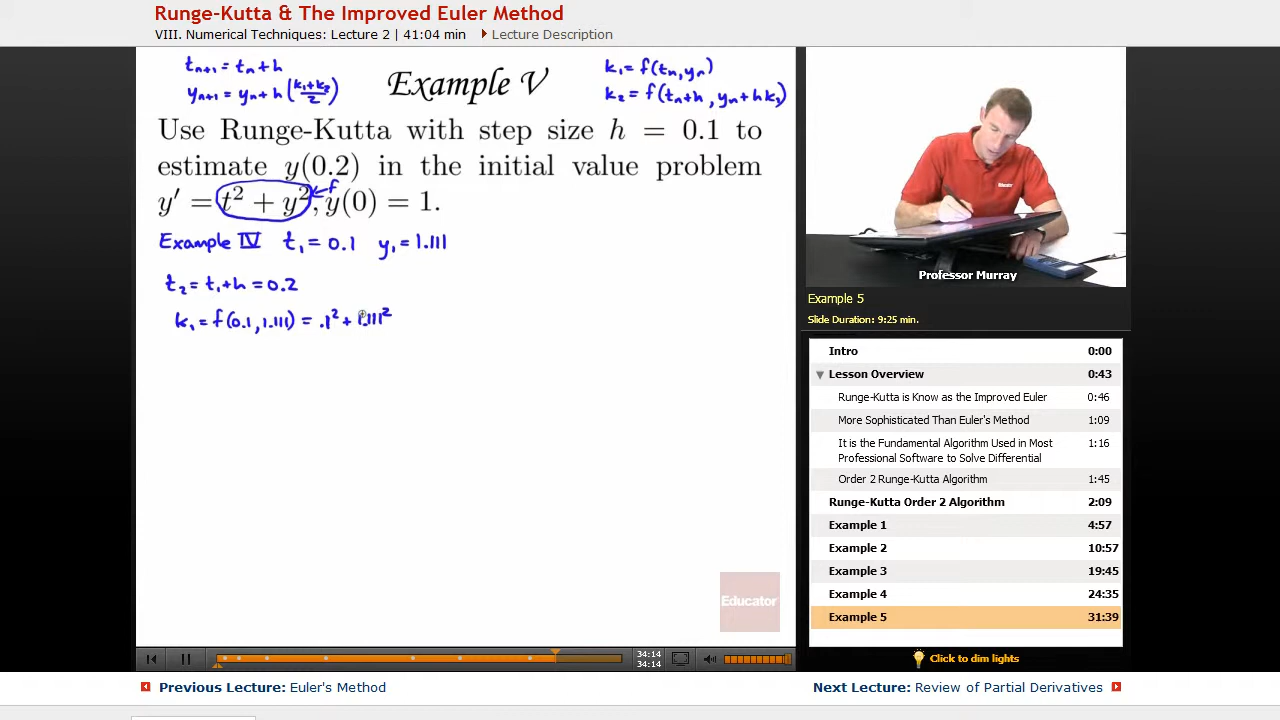 Runge-Kutta & The Improved Euler Method
VIII. Numerical Techniques: Lecture 2 | 41:04 min
Lecture Description
tₙ₊₁ = tₙ + h
yₙ₊₁ = yₙ + h (k₁+k₂/2)
Example V
k₁ = f(tₙ, yₙ)
k₂ = f(tₙ+h, yₙ+hk₁)
Use Runge-Kutta with step size h = 0.1 to
estimate y(0.2) in the initial value problem
y′ = t² + y², y(0) = 1.
f
Example IV t₁ = 0.1 y₁ = 1.111
t₂ = t₁+h = 0.2
k₁ = f(0.1, 1.111) = .1² + 1.111²
Educator
34:14
34:14
Educator
Professor Murray
Example 5
Slide Duration: 9:25 min.
Intro 0:00
Lesson Overview 0:43
Runge-Kutta is Know as the Improved Euler 0:46
More Sophisticated Than Euler's Method 1:09
It is the Fundamental Algorithm Used in Most 1:16
Professional Software to Solve Differential
Order 2 Runge-Kutta Algorithm 1:45
Runge-Kutta Order 2 Algorithm 2:09
Example 1 4:57
Example 2 10:57
Example 3 19:45
Example 4 24:35
Example 5 31:39
Click to dim lights
Previous Lecture: Euler's Method
Next Lecture: Review of Partial Derivatives